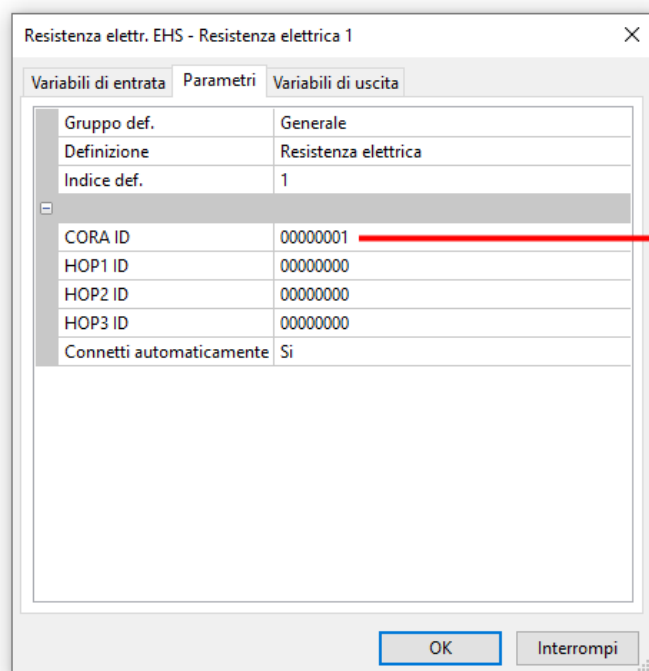 Resistenza elettr. EHS - Resistenza elettrica 1
Variabili di entrata Parametri Variabili di uscita
Gruppo def. Generale
Definizione Resistenza elettrica
Indice def. 1
CORA ID 00000001
HOP1 ID 00000000
HOP2 ID 00000000
HOP3 ID 00000000
Connetti automaticamente Si
OK Interrompi